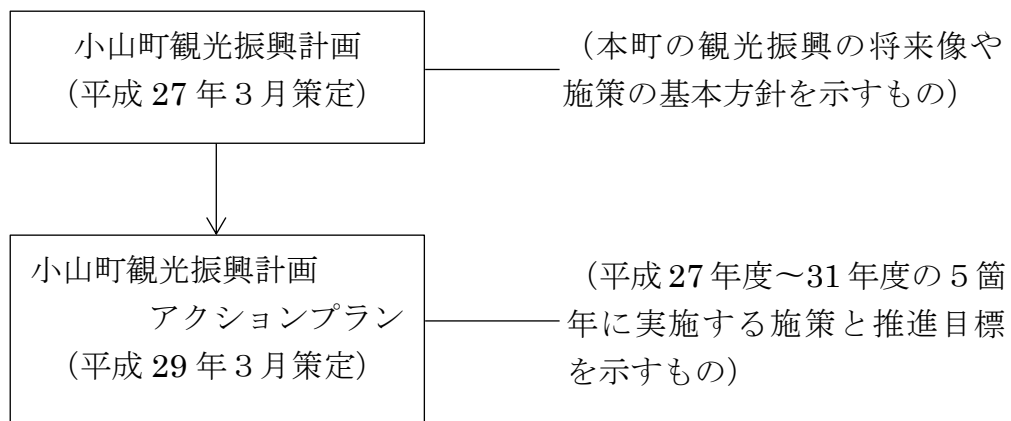 小山町観光振興計画
（平成 27 年３月策定）
（本町の観光振興の将来像や
施策の基本方針を示すもの）
小山町観光振興計画
アクションプラン
（平成 29 年３月策定）
（平成 27 年度～31 年度の５箇
年に実施する施策と推進目標
を示すもの）